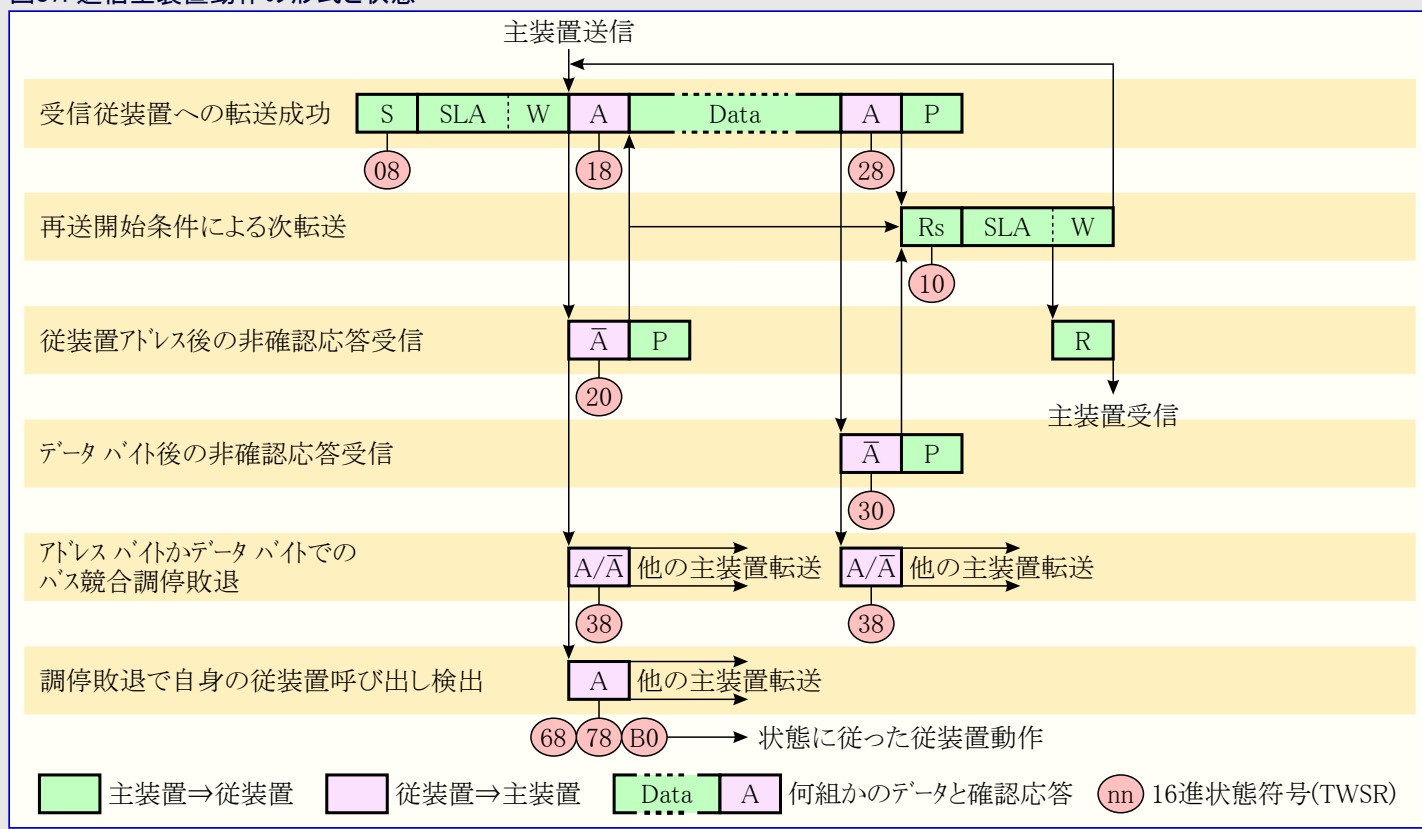 主装置送信
受信従装置への転送成功 S SLA W A Data A P
08 18 28
再送開始条件による次転送 Rs SLA W
10
従装置アドレス後の非確認応答受信 A̅ P R
20
主装置受信
データ バイト後の非確認応答受信 A̅ P
30
アドレス バイトかデータ バイトでの
バス競合調停敗退 A/A̅ 他の主装置転送 A/A̅ 他の主装置転送
38 38
調停敗退で自身の従装置呼び出し検出 A 他の主装置転送
68 78 B0 状態に従った従装置動作
主装置⇒従装置 従装置⇒主装置 Data A 何組かのデータと確認応答 nn 16進状態符号(TWSR)